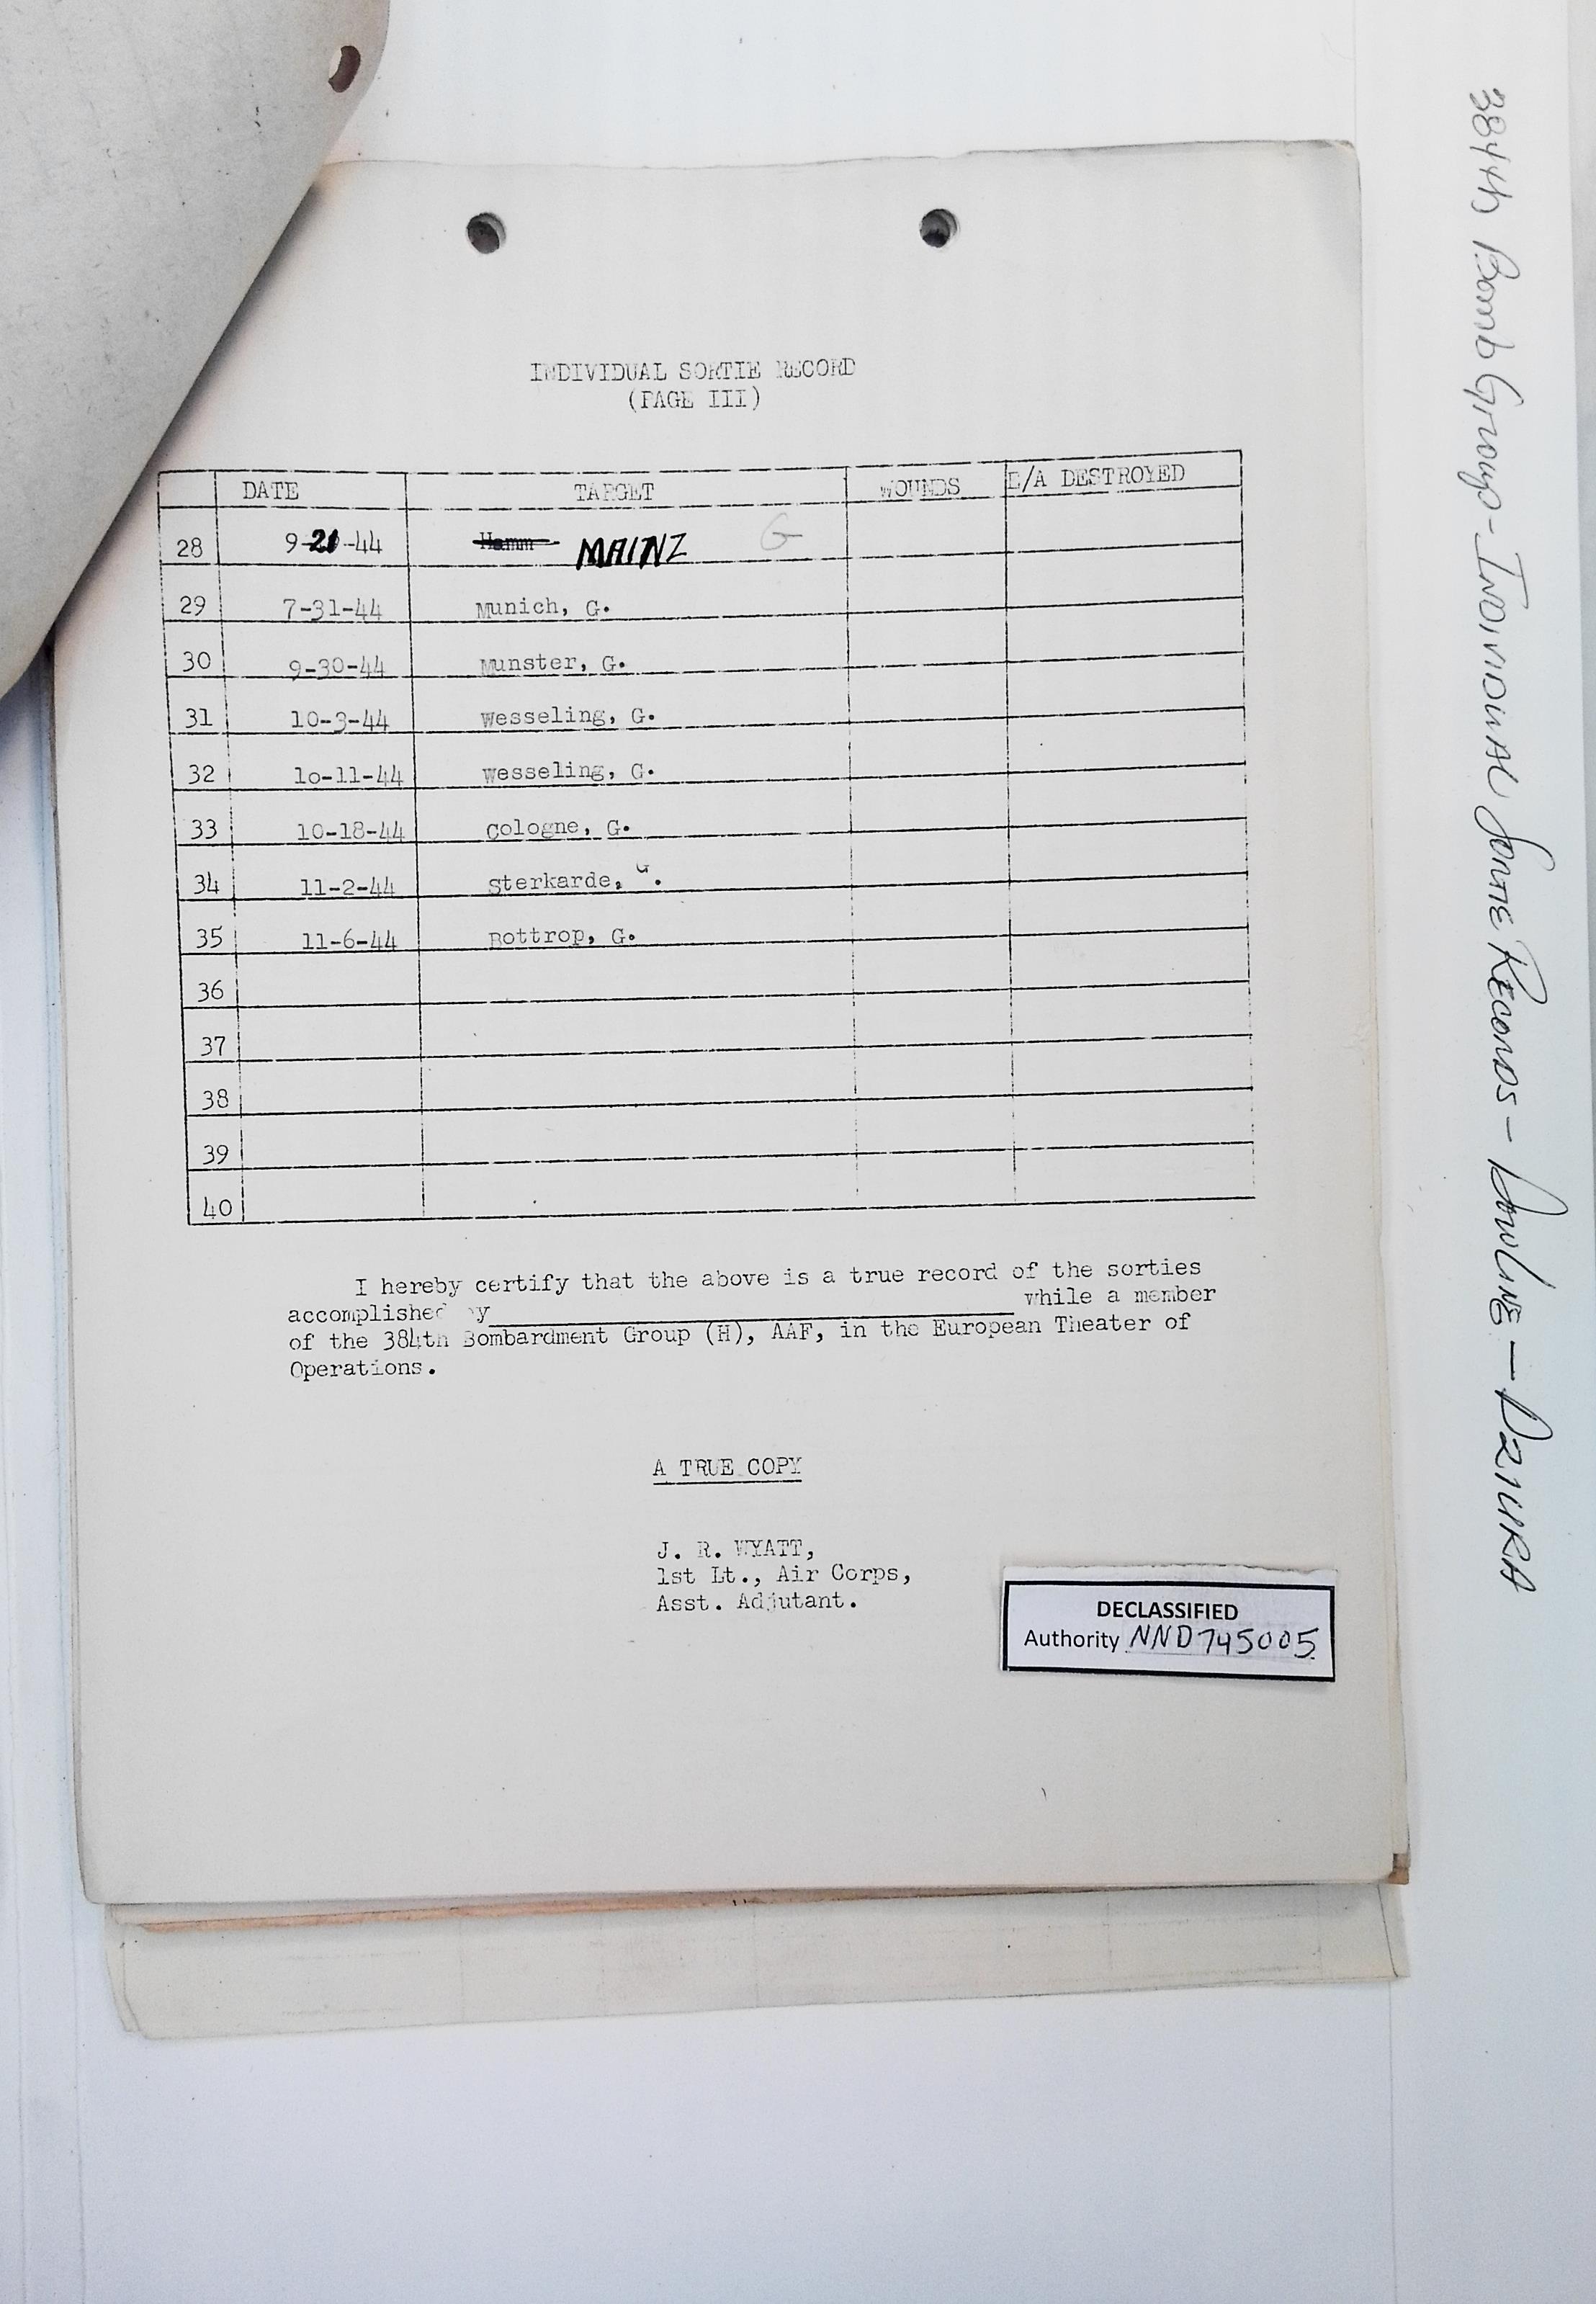 INDIVIDUAL SORTIE RECORD
(PAGE III)
DATE TARGET WOUNDS E/A DESTROYED
28 9-21-44 Hamm MAINZ G
29 7-31-44 Munich, G.
30 9-30-44 Munster, G.
31 10-3-44 Wesseling, G.
32 10-11-44 Wesseling, G.
33 10-18-44 Cologne, G.
34 11-2-44 Sterkarde, G.
35 11-6-44 Bottrop, G.
36
37
38
39
40
I hereby certify that the above is a true record of the sorties
accomplished by while a member
of the 384th Bombardment Group (H), AAF, in the European Theater of
Operations.
A TRUE COPY
J. R. WYATT,
1st Lt., Air Corps,
Asst. Adjutant.
DECLASSIFIED
Authority NND745005
384th Bomb Group - INDIVIDUAL SORTIE RECORDS - DOWLING - DZIURA